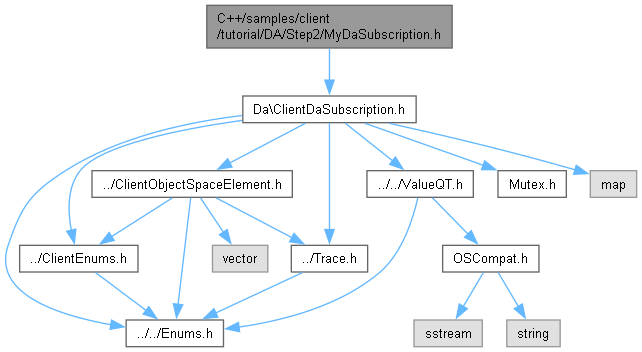 C++/samples/client
/tutorial/DA/Step2/MyDaSubscription.h
Da\ClientDaSubscription.h
../ClientObjectSpaceElement.h
../../ValueQT.h
Mutex.h
map
../ClientEnums.h
vector
../Trace.h
OSCompat.h
../../Enums.h
sstream
string